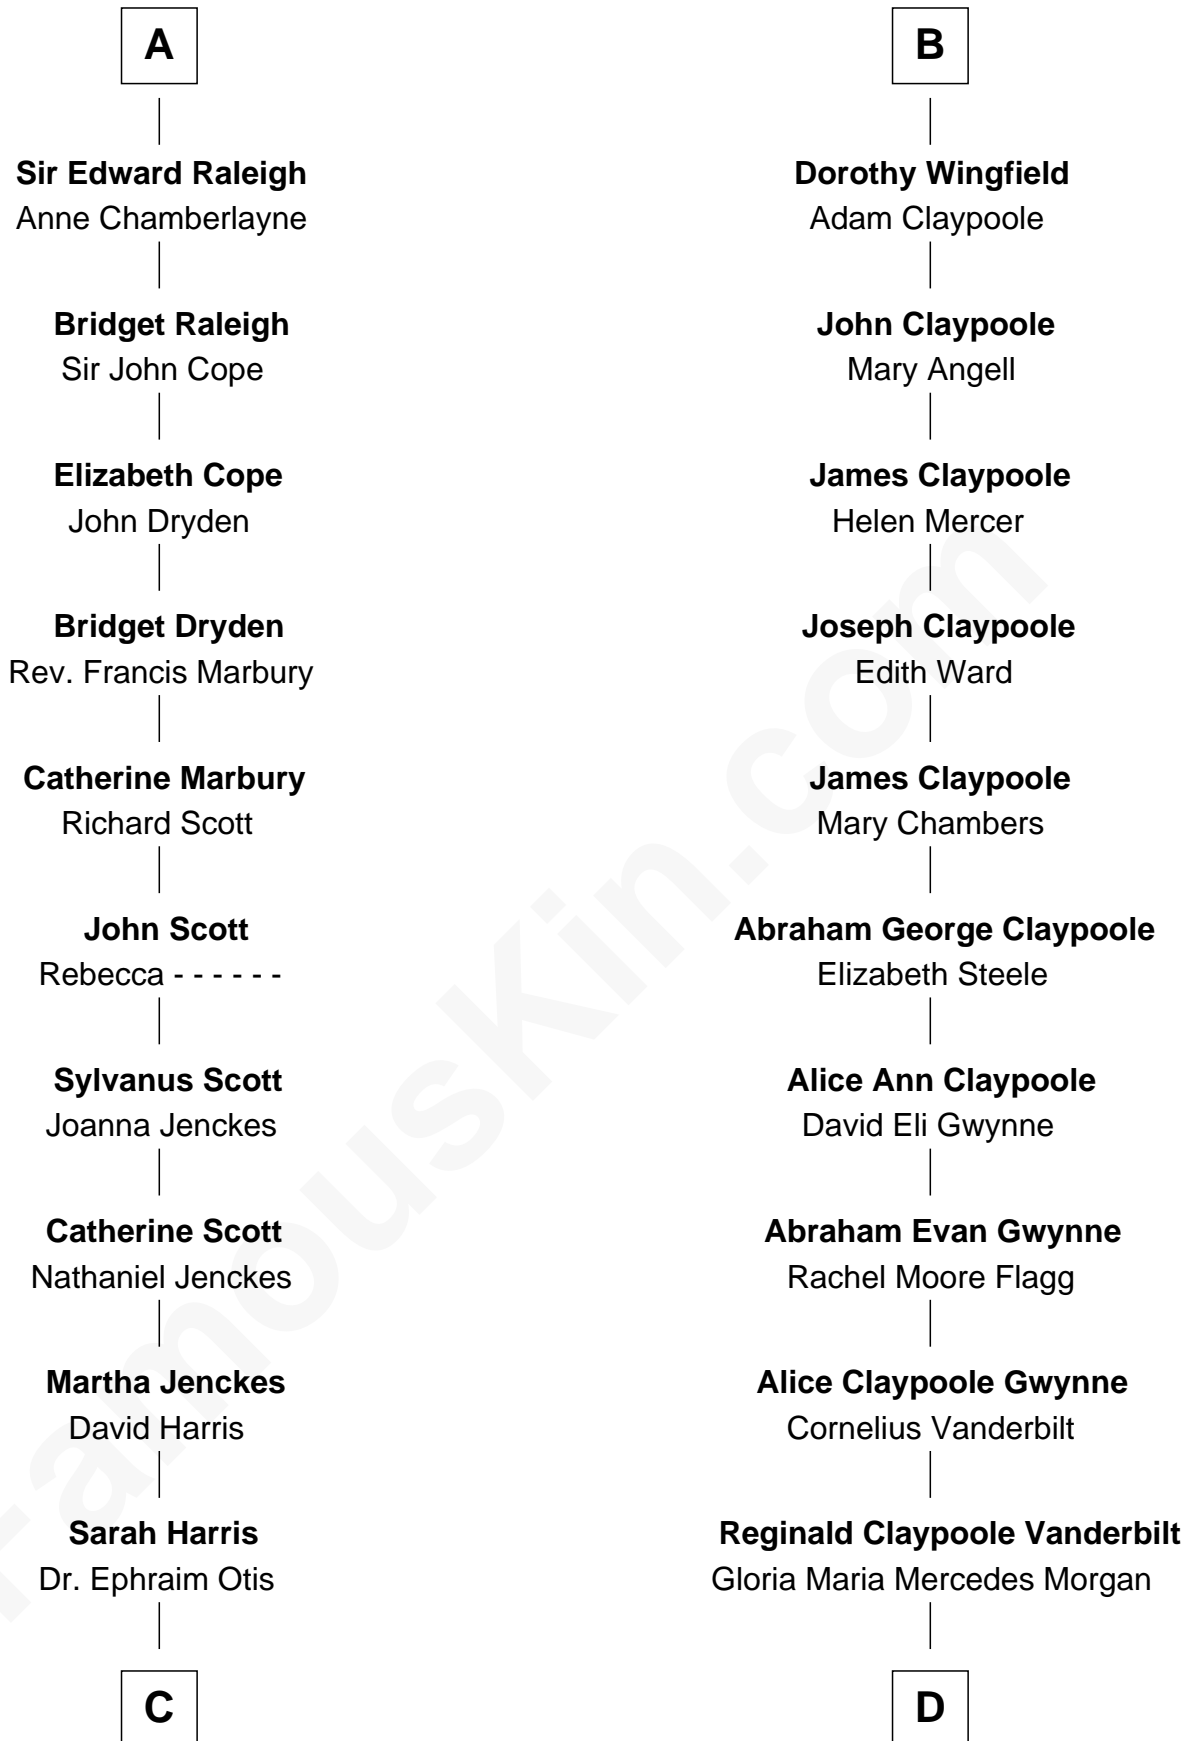 A
Sir Edward Raleigh
Anne Chamberlayne
Bridget Raleigh
Sir John Cope
Elizabeth Cope
John Dryden
Bridget Dryden
Rev. Francis Marbury
Catherine Marbury
Richard Scott
John Scott
Rebecca - - - - - -
Sylvanus Scott
Joanna Jenckes
Catherine Scott
Nathaniel Jenckes
Martha Jenckes
David Harris
Sarah Harris
Dr. Ephraim Otis
C
B
Dorothy Wingfield
Adam Claypoole
John Claypoole
Mary Angell
James Claypoole
Helen Mercer
Joseph Claypoole
Edith Ward
James Claypoole
Mary Chambers
Abraham George Claypoole
Elizabeth Steele
Alice Ann Claypoole
David Eli Gwynne
Abraham Evan Gwynne
Rachel Moore Flagg
Alice Claypoole Gwynne
Cornelius Vanderbilt
Reginald Claypoole Vanderbilt
Gloria Maria Mercedes Morgan
D
FamousKin.com